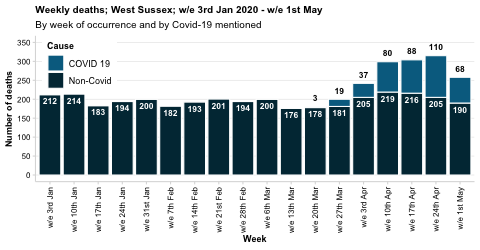 Weekly deaths; West Sussex; w/e 3rd Jan 2020 - w/e 1st May
By week of occurrence and by Covid-19 mentioned
Number of deaths
350
300
250
200
150
100
50
0
Cause
COVID 19
Non-Covid
212
214
183
194
200
182
193
201
194
200
176
3
178
19
181
37
205
80
219
88
216
110
205
68
190
w/e 3rd Jan
w/e 10th Jan
w/e 17th Jan
w/e 24th Jan
w/e 31st Jan
w/e 7th Feb
w/e 14th Feb
w/e 21st Feb
w/e 28th Feb
w/e 6th Mar
w/e 13th Mar
w/e 20th Mar
w/e 27th Mar
w/e 3rd Apr
w/e 10th Apr
w/e 17th Apr
w/e 24th Apr
w/e 1st May
Week